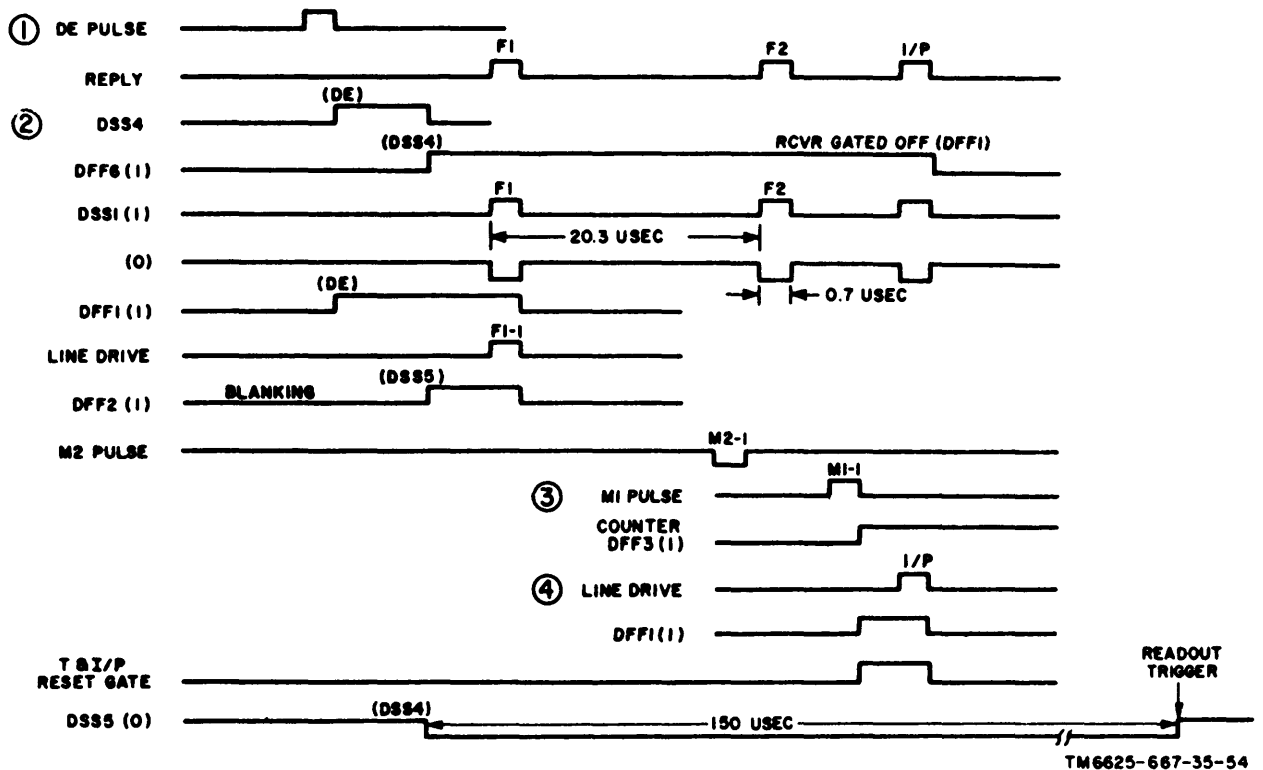 ① DE PULSE
F1 F2 I/P
REPLY
(DE)
② DSS4
(DSS4) RCVR GATED OFF (DFF1)
DFF6 (1)
F1 F2
DSS1 (1)
20.3 USEC
(0)
(DE)
0.7 USEC
DFF1 (1)
F1-1
LINE DRIVE
BLANKING (DSS5)
DFF2 (1)
M2-1
M2 PULSE
M1-1
③ M1 PULSE
COUNTER
DFF3 (1)
I/P
④ LINE DRIVE
DFF1 (1)
READOUT
TRIGGER
T & I/P
RESET GATE
(DSS4)
DSS5 (0) 150 USEC
TM6625-667-35-54